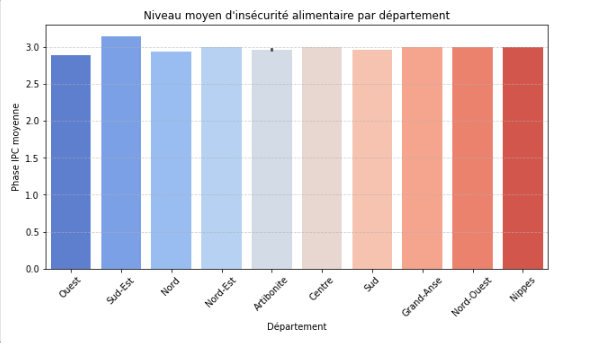 Niveau moyen d'insécurité alimentaire par département
Phase IPC moyenne
3.0
2.5
2.0
1.5
1.0
0.5
0.0
Ouest
Sud-Est
Nord
Nord-Est
Artibonite
Centre
Sud
Grand-Anse
Nord-Ouest
Nippes
Département